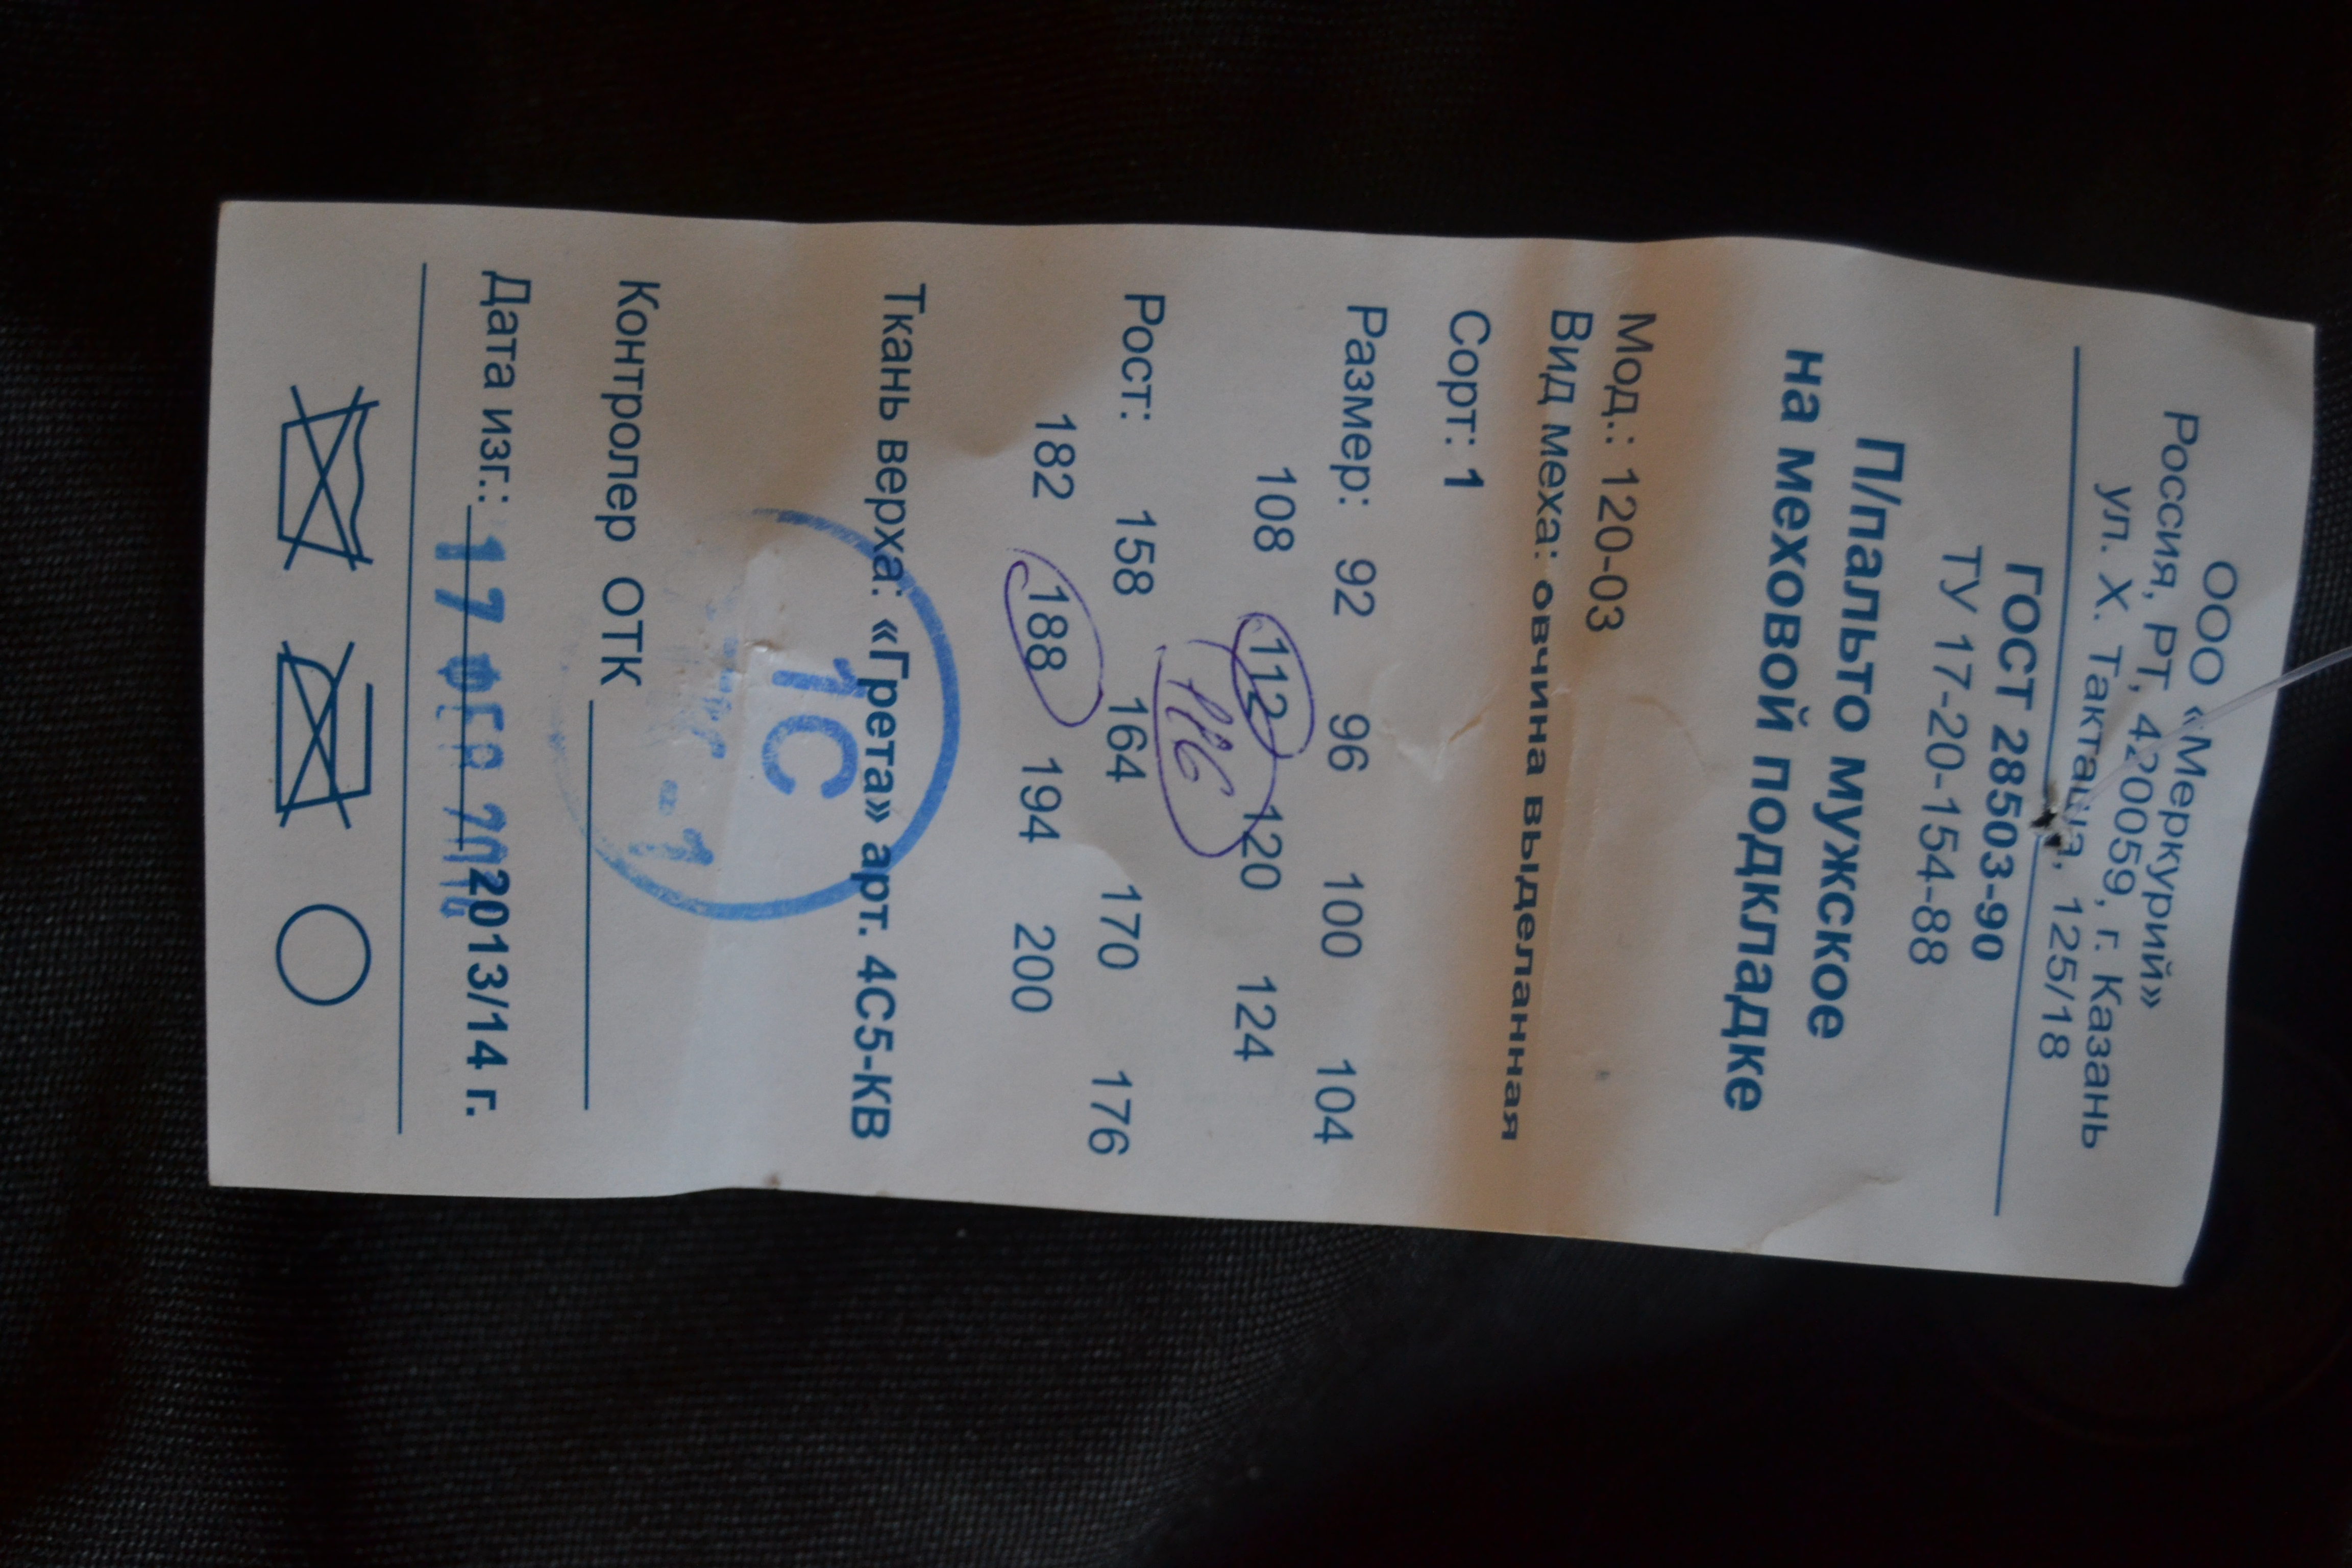 ООО «Меркурий»
Россия, РТ, 420059, г. Казань
ул. Х. Такташа, 125/18
ГОСТ 28503-90
ТУ 17-20-154-88
П/пальто мужское
на меховой подкладке
Мод.: 120-03
Вид меха: овчина выделанная
Сорт: 1
Размер: 92 96 100 104
108 112 120 124
116
Рост: 158 164 170 176
182 188 194 200
Ткань верха: «Грета» арт. 4С5-КВ
1С
Контролер ОТК
Дата изг.: 17 ФЕВ 2013/14 г.